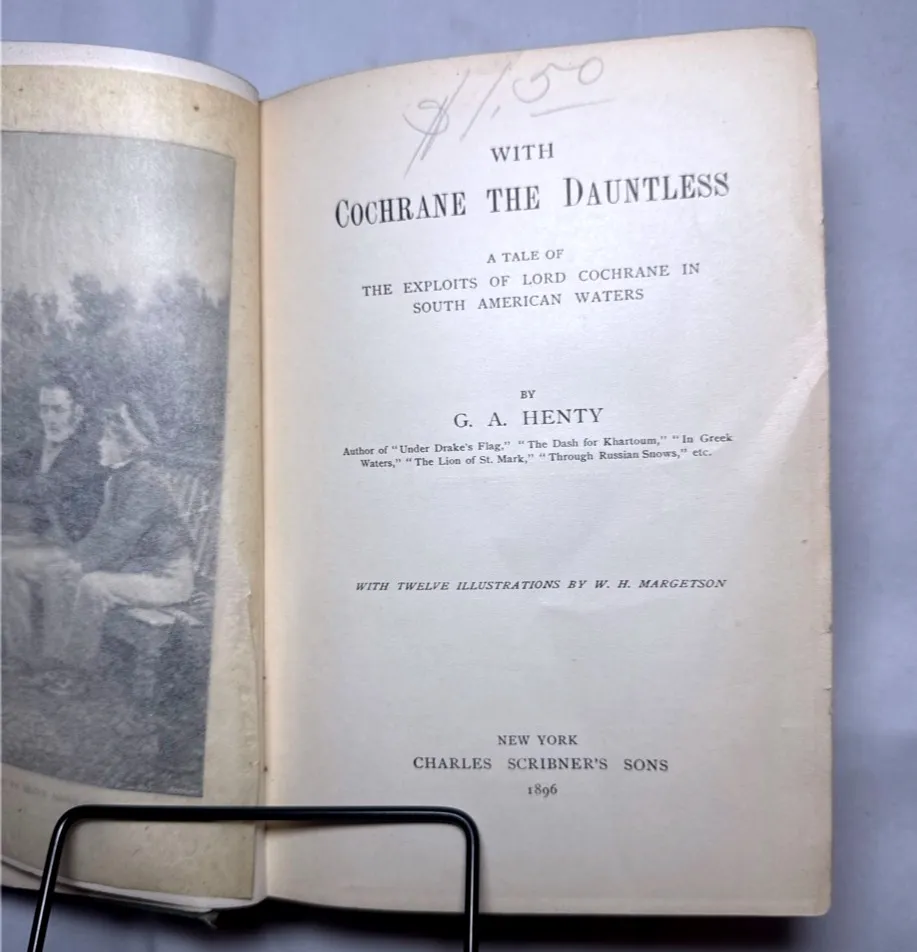 $1.50
WITH
COCHRANE THE DAUNTLESS
A TALE OF
THE EXPLOITS OF LORD COCHRANE IN
SOUTH AMERICAN WATERS
BY
G. A. HENTY
Author of "Under Drake's Flag," "The Dash for Khartoum," "In Greek
Waters," "The Lion of St. Mark," "Through Russian Snows," etc.
WITH TWELVE ILLUSTRATIONS BY W. H. MARGETSON
NEW YORK
CHARLES SCRIBNER'S SONS
1896